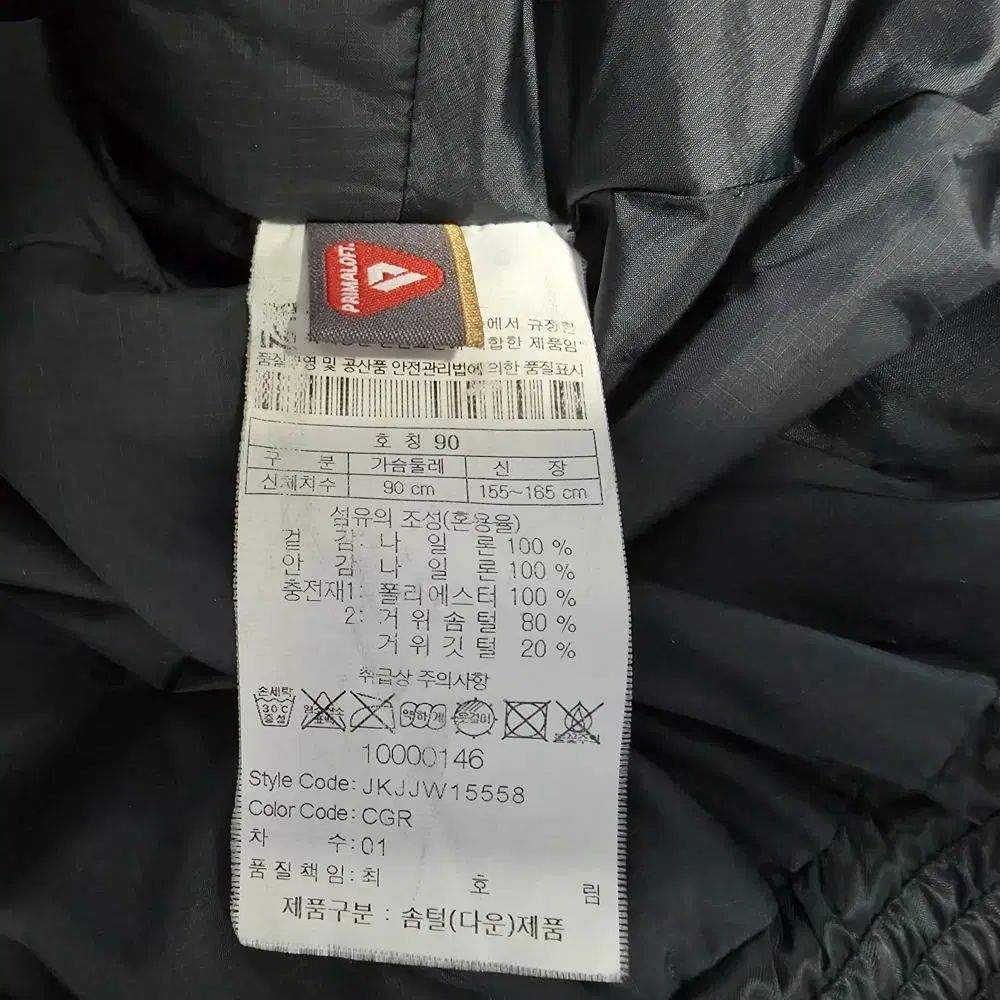 PRIMALOFT.
에서 규정한
합한 제품임"
품질 및 공산품 안전관리법에 의한 품질표시
호 칭 90
구 분 가슴둘레 신 장
신체치수 90 cm 155~165 cm
섬유의 조성(혼용율)
겉 감: 나 일 론 100 %
안 감: 나 일 론 100 %
충전재1: 폴리에스터 100 %
2: 거 위 솜 털 80 %
거 위 깃 털 20 %
취급상 주의사항
손세탁
30℃
중성
약하게
옷걸이
10000146
Style Code: JKJJW15558
Color Code: CGR
차 수: 01
품질책임: 최 호 림
제품구분 : 솜털(다운)제품